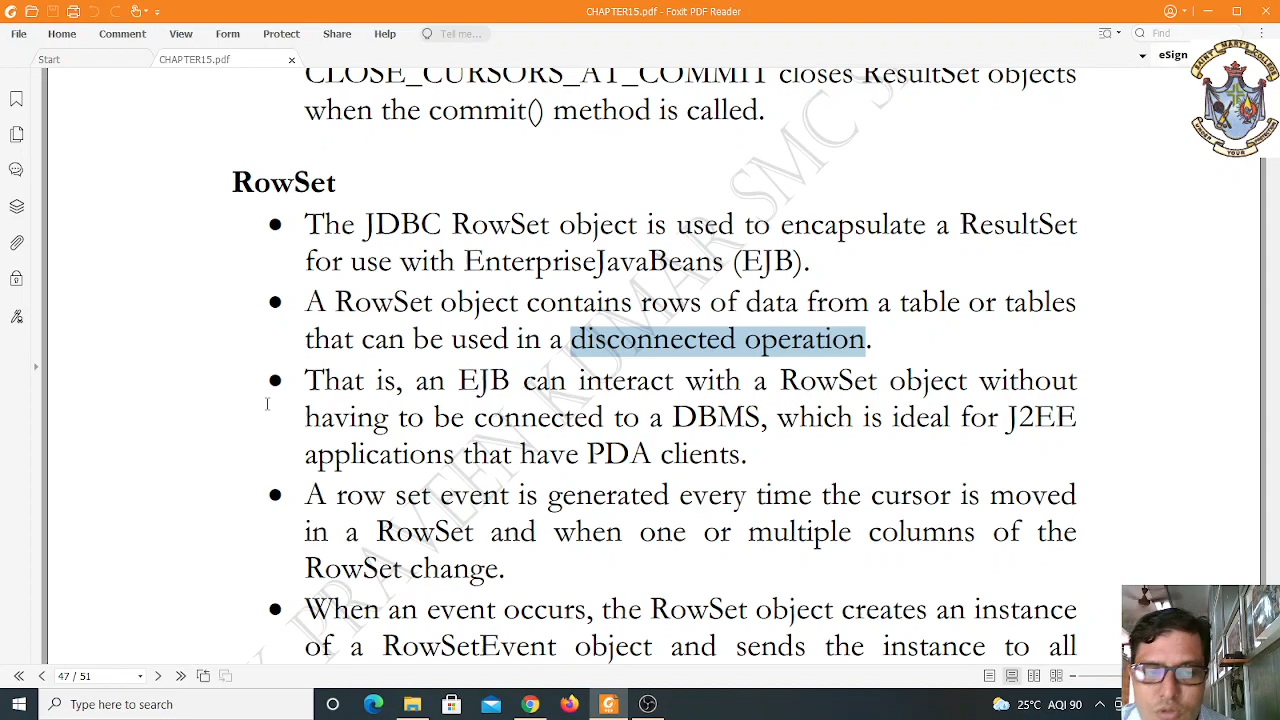 CHAPTER15.pdf - Foxit PDF Reader
File Home Comment View Form Protect Share Help Tell me... Find
Start CHAPTER15.pdf eSign
CLOSE_CURSORS_AT_COMMIT closes ResultSet objects
when the commit() method is called.
RowSet
● The JDBC RowSet object is used to encapsulate a ResultSet
for use with EnterpriseJavaBeans (EJB).
● A RowSet object contains rows of data from a table or tables
that can be used in a disconnected operation.
● That is, an EJB can interact with a RowSet object without
having to be connected to a DBMS, which is ideal for J2EE
applications that have PDA clients.
● A row set event is generated every time the cursor is moved
in a RowSet and when one or multiple columns of the
RowSet change.
● When an event occurs, the RowSet object creates an instance
of a RowSetEvent object and sends the instance to all
PRAVEEN KUMAR SMC
47 / 51
Type here to search
25°C AQI 90